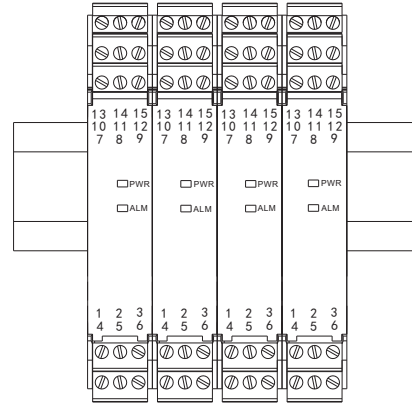 13 14 15 13 14 15 13 14 15 13 14 15
10 11 12 10 11 12 10 11 12 10 11 12
7 8 9 7 8 9 7 8 9 7 8 9
PWR PWR PWR PWR
ALM ALM ALM ALM
1 2 3 1 2 3 1 2 3 1 2 3
4 5 6 4 5 6 4 5 6 4 5 6